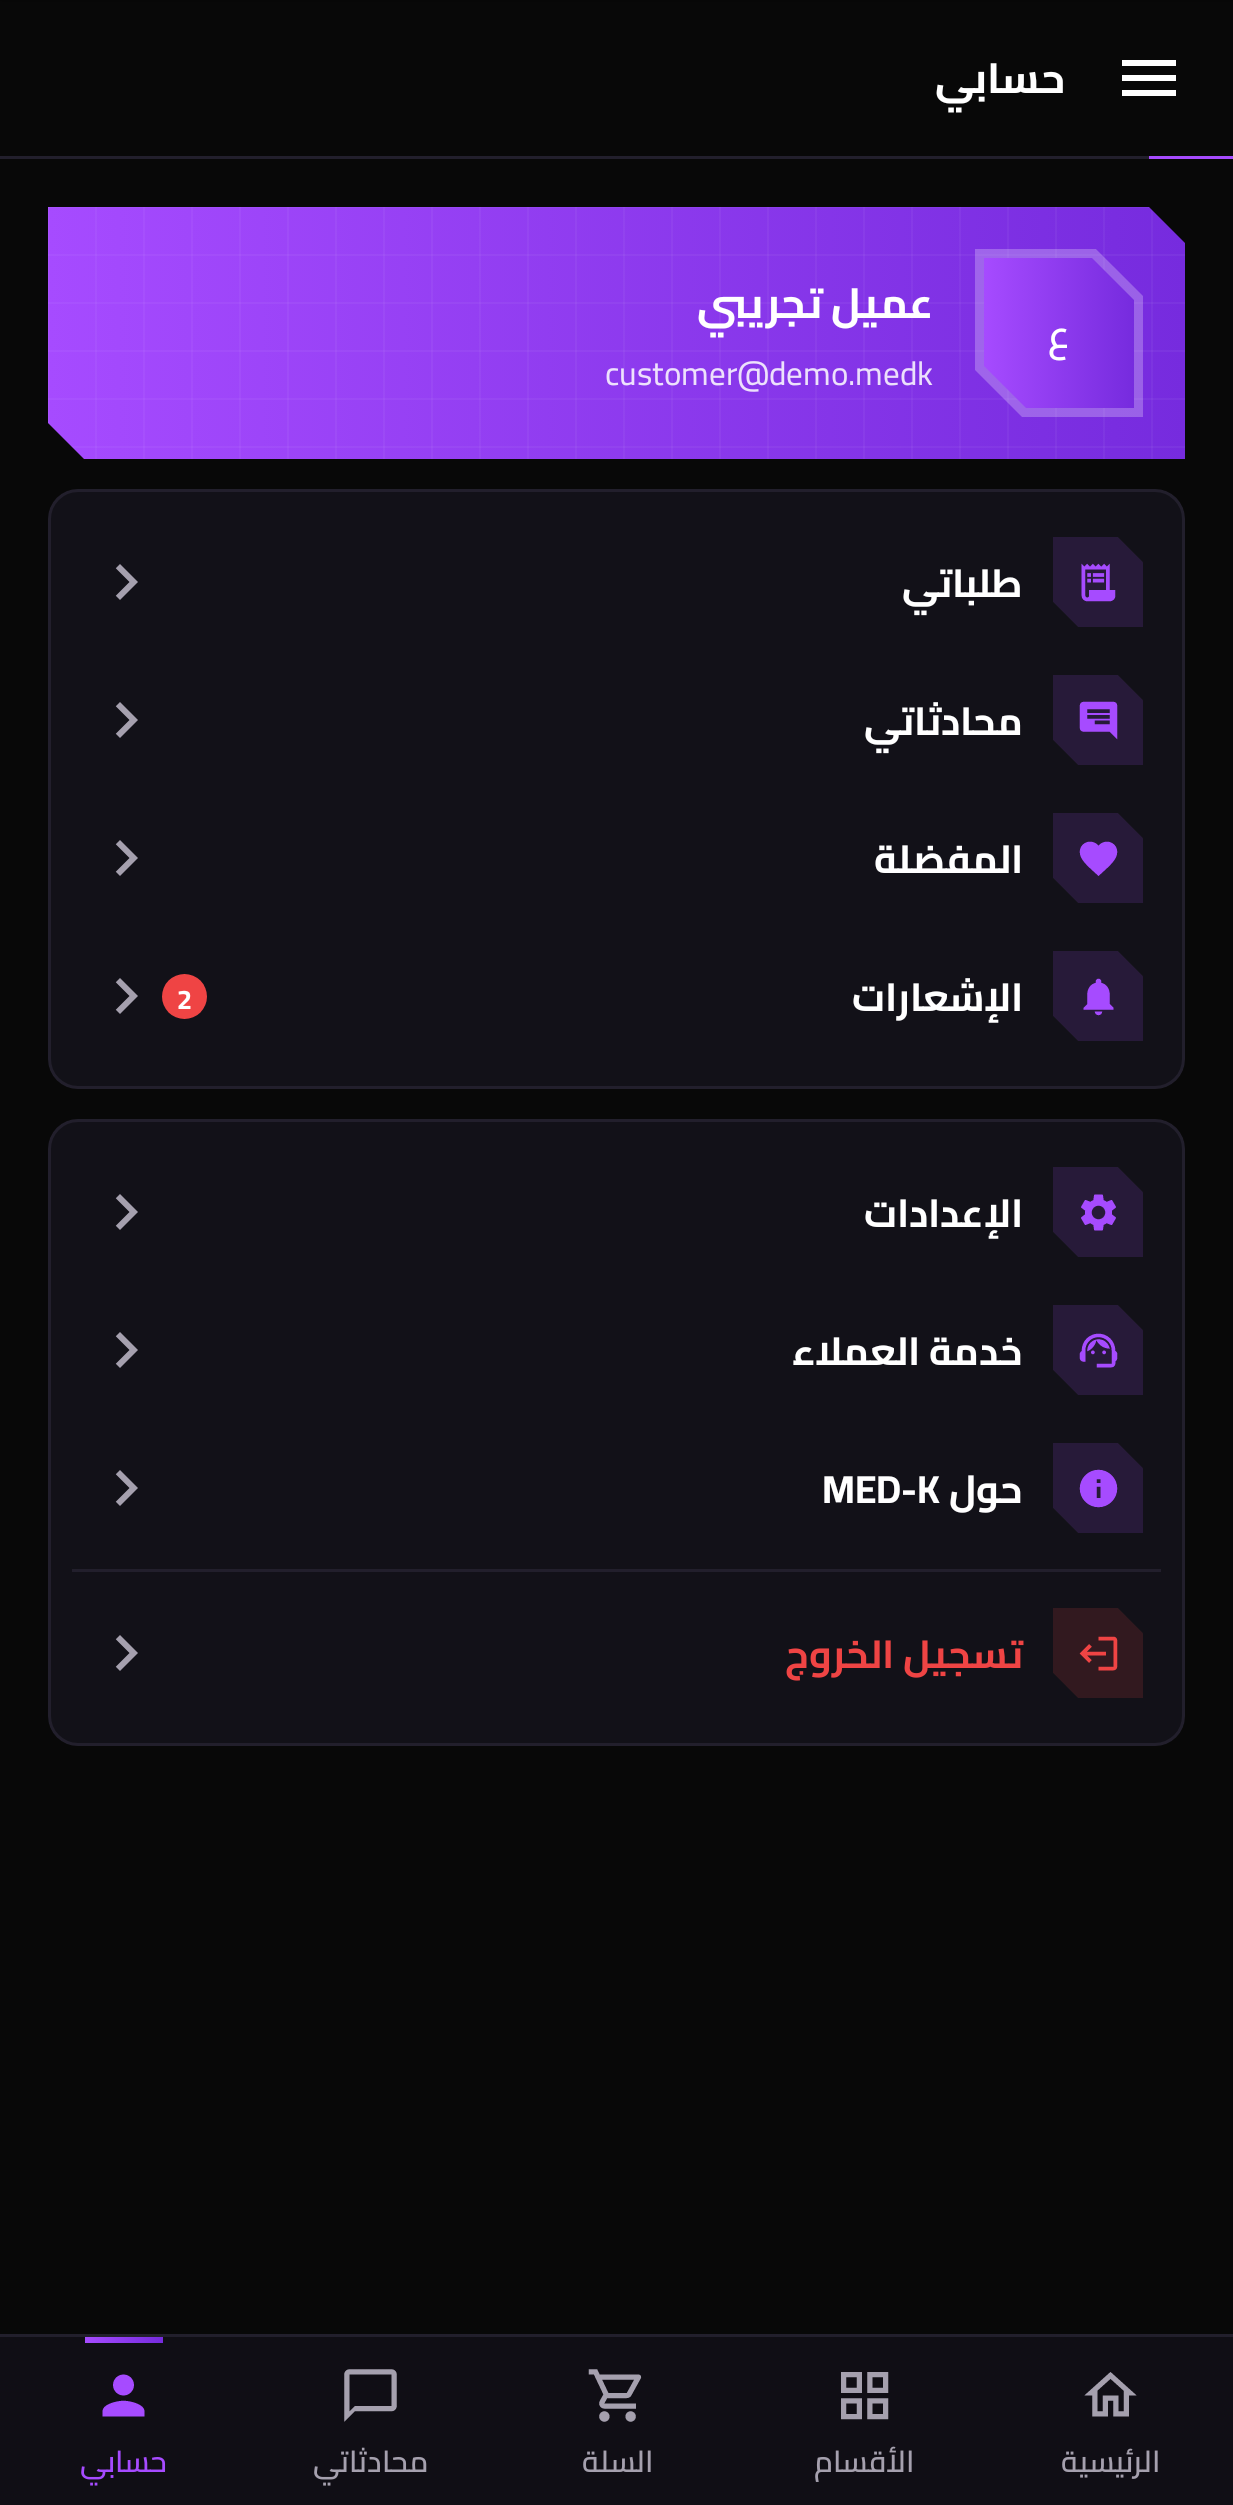 حسابي
ع
عميل تجريبي
customer@demo.medk
طلباتي
محادثاتي
المفضلة
الإشعارات
2
الإعدادات
خدمة العملاء
حول MED-K
تسجيل الخروج
الرئيسية
الأقسام
السلة
محادثاتي
حسابي